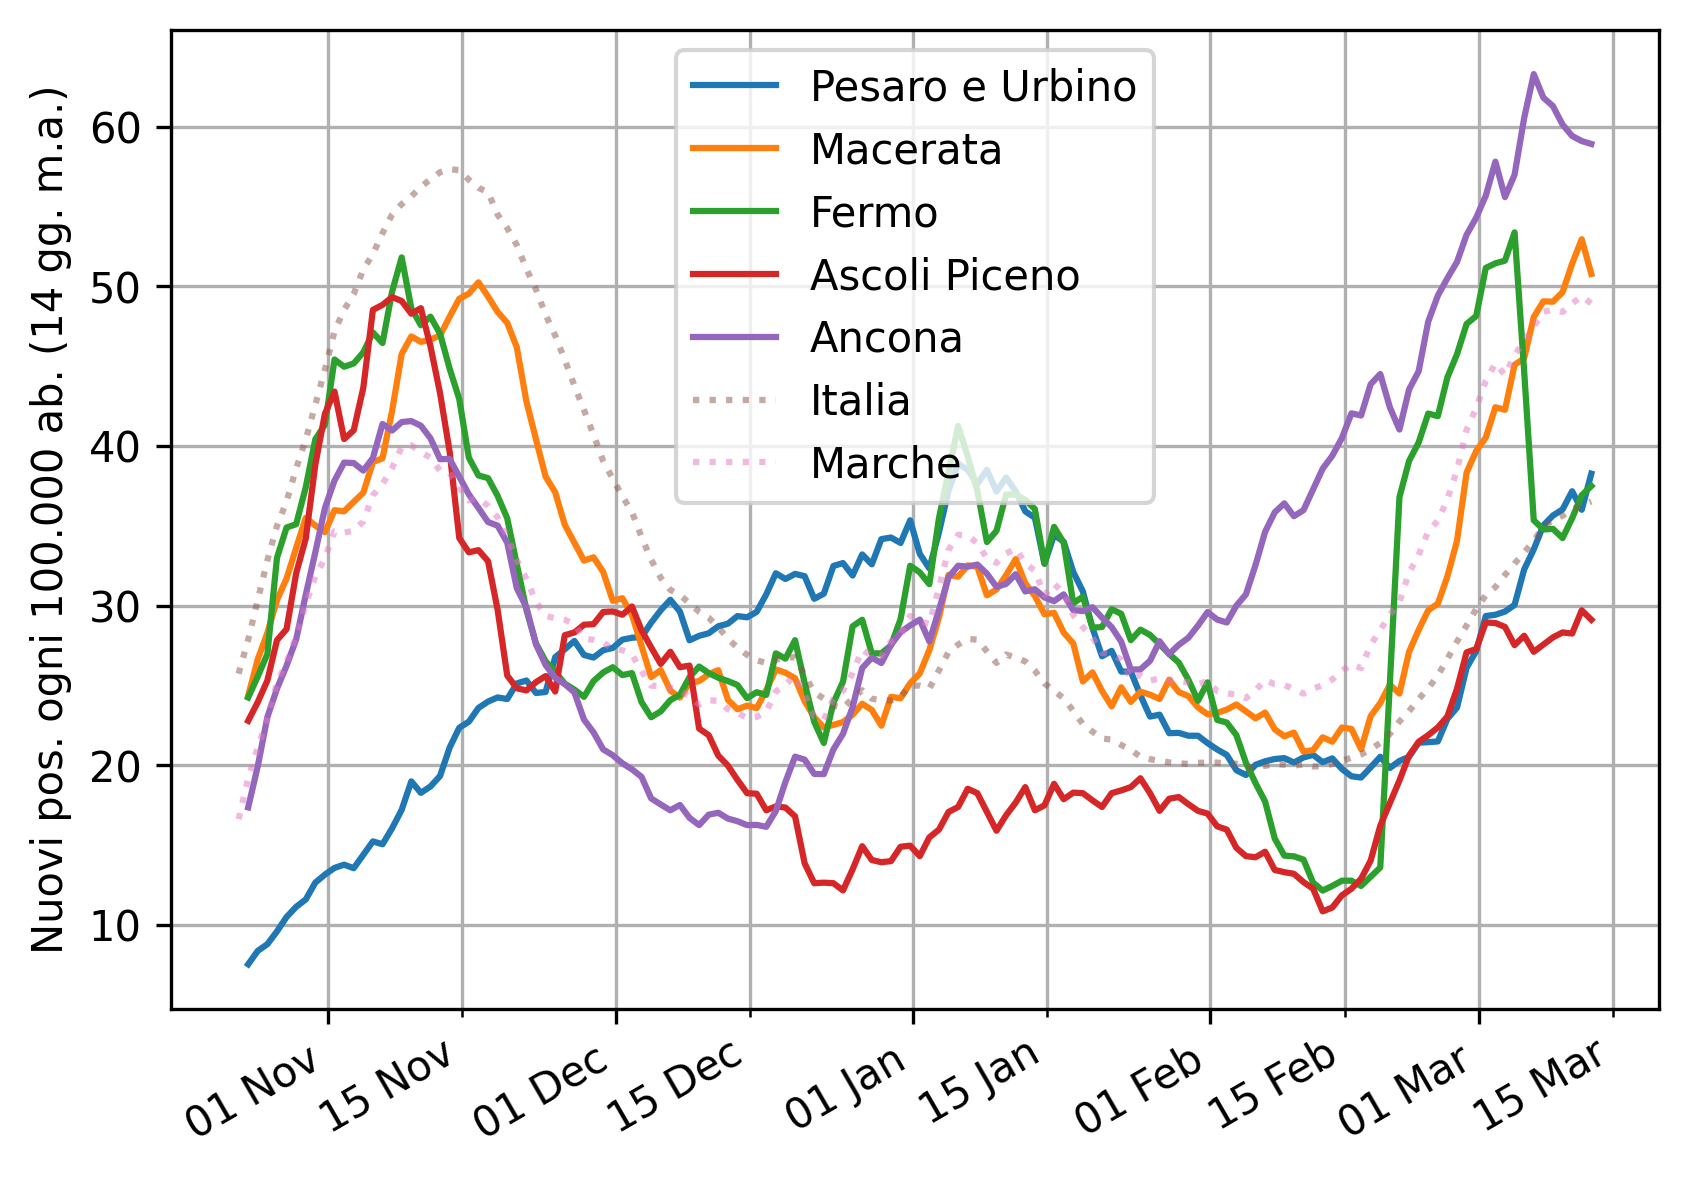 Nuovi pos. ogni 100.000 ab. (14 gg. m.a.)
60
50
40
30
20
10
Pesaro e Urbino
Macerata
Fermo
Ascoli Piceno
Ancona
Italia
Marche
01 Nov
15 Nov
01 Dec
15 Dec
01 Jan
15 Jan
01 Feb
15 Feb
01 Mar
15 Mar